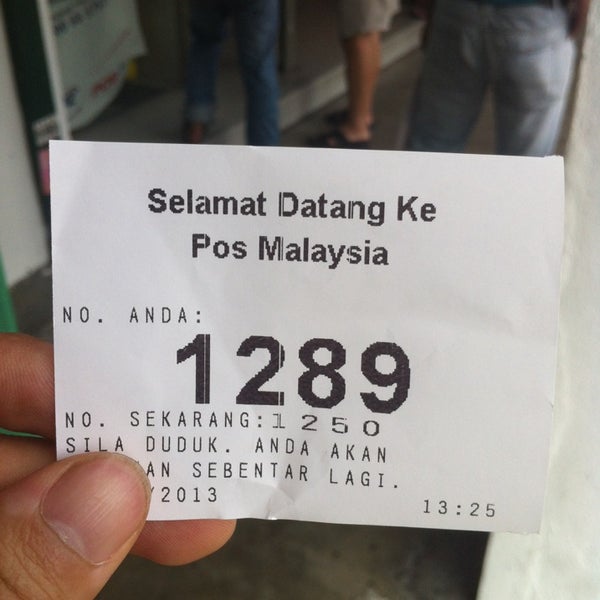 Selamat Datang Ke
Pos Malaysia
NO. ANDA:
1289
NO. SEKARANG:1250
SILA DUDUK. ANDA AKAN
SEBENTAR LAGI.
/2013 13:25